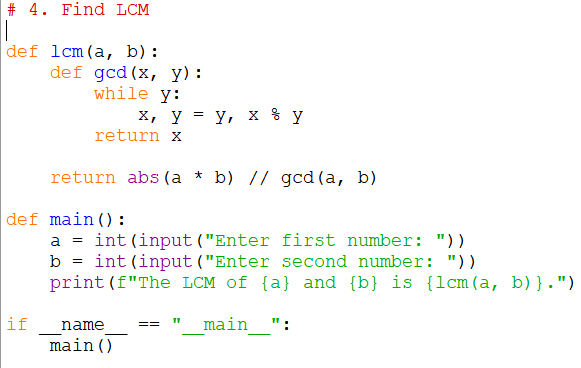 # 4. Find LCM

def lcm(a, b):
    def gcd(x, y):
        while y:
            x, y = y, x % y
        return x

    return abs(a * b) // gcd(a, b)

def main():
    a = int(input("Enter first number: "))
    b = int(input("Enter second number: "))
    print(f"The LCM of {a} and {b} is {lcm(a, b)}.")

if __name__ == "__main__":
    main()